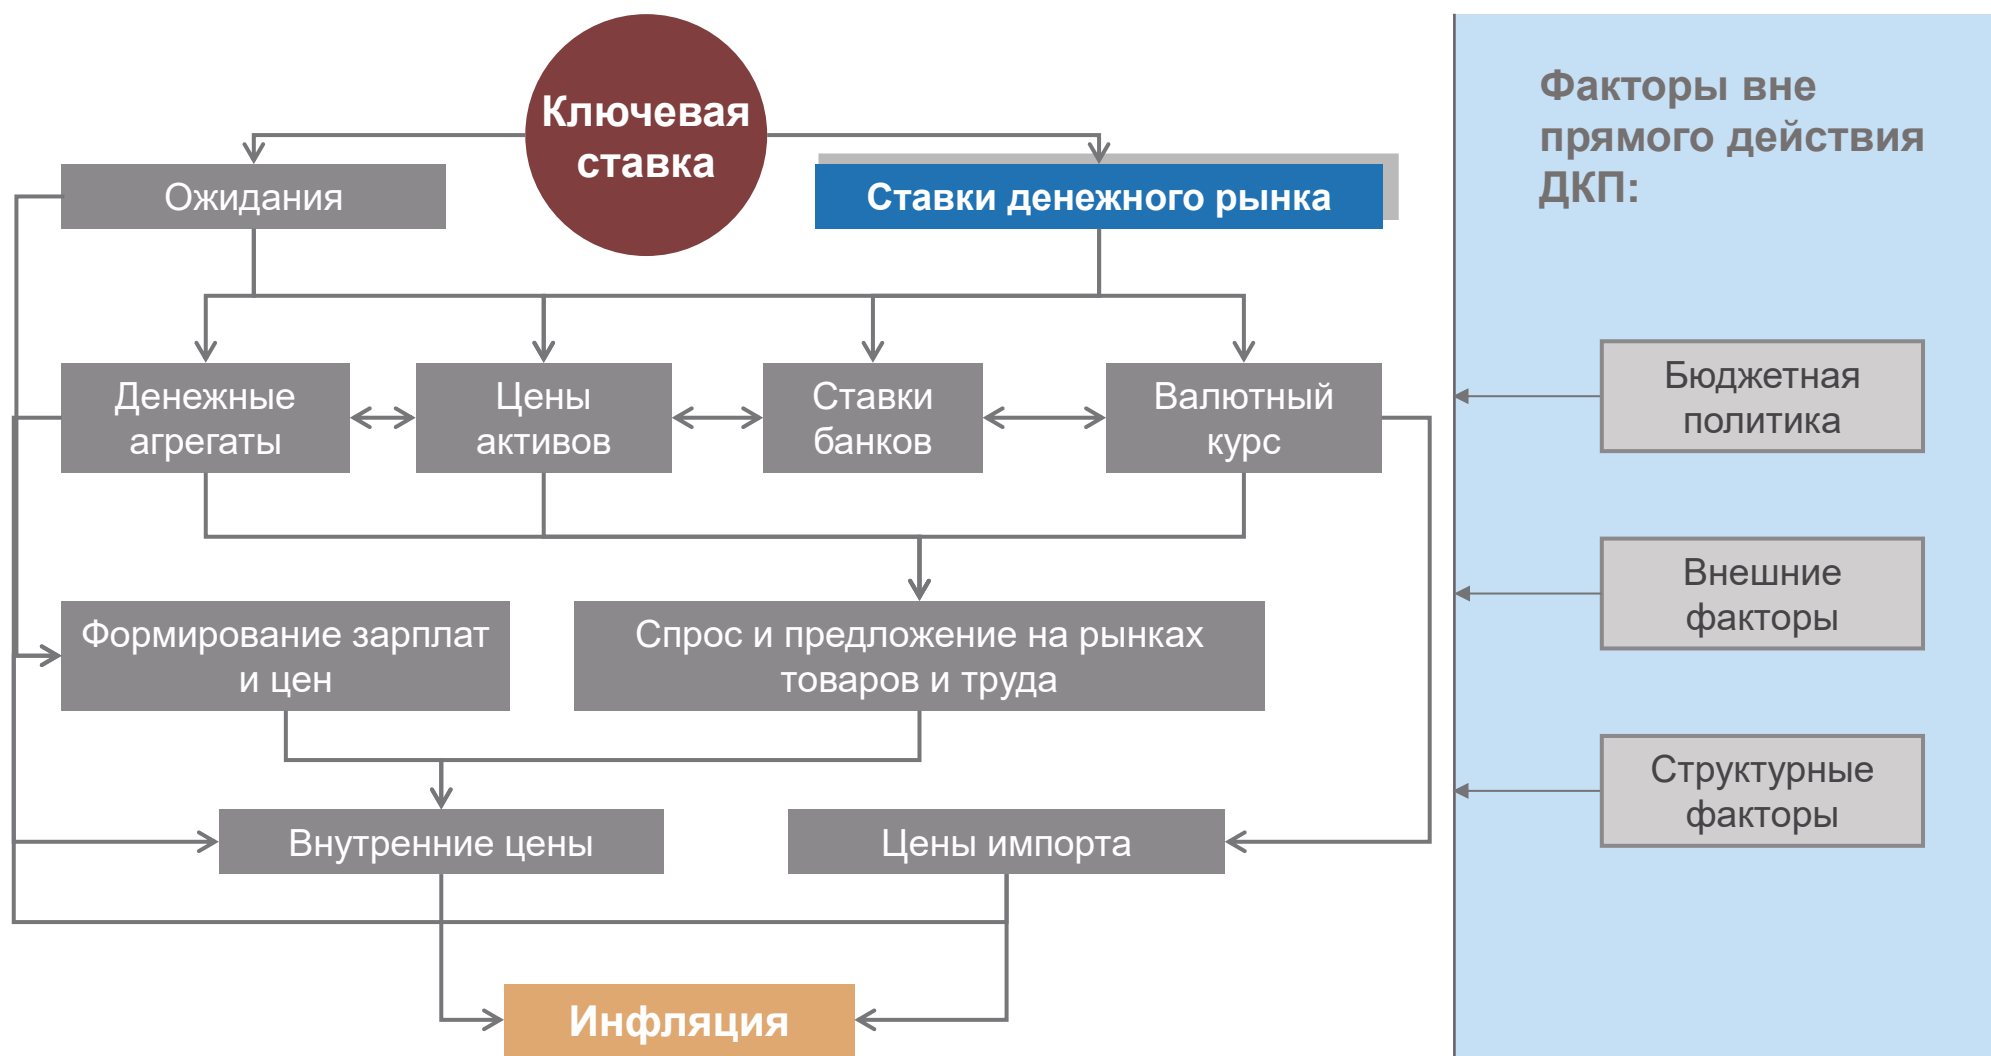 Ключевая
ставка
Ожидания
Ставки денежного рынка
Денежные
агрегаты
Цены
активов
Ставки
банков
Валютный
курс
Формирование зарплат
и цен
Спрос и предложение на рынках
товаров и труда
Внутренние цены
Цены импорта
Инфляция
Факторы вне
прямого действия
ДКП:
Бюджетная
политика
Внешние
факторы
Структурные
факторы